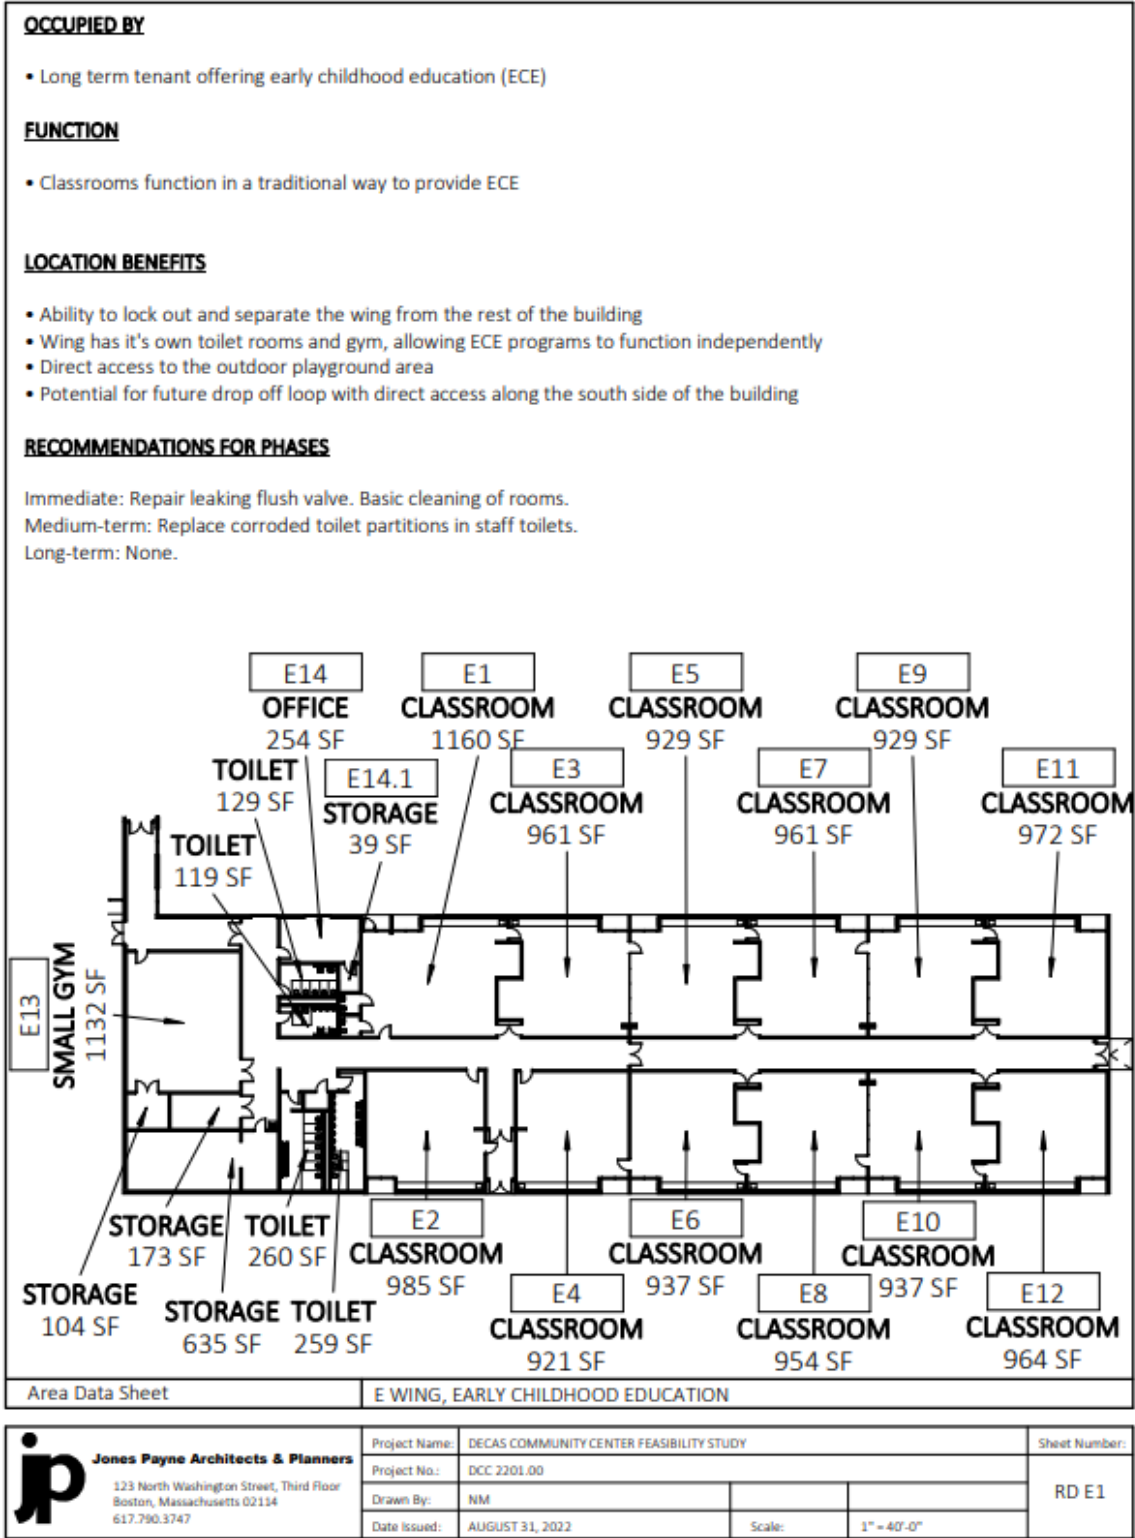 OCCUPIED BY
• Long term tenant offering early childhood education (ECE)
FUNCTION
• Classrooms function in a traditional way to provide ECE
LOCATION BENEFITS
• Ability to lock out and separate the wing from the rest of the building
• Wing has it's own toilet rooms and gym, allowing ECE programs to function independently
• Direct access to the outdoor playground area
• Potential for future drop off loop with direct access along the south side of the building
RECOMMENDATIONS FOR PHASES
Immediate: Repair leaking flush valve. Basic cleaning of rooms.
Medium-term: Replace corroded toilet partitions in staff toilets.
Long-term: None.
E14
OFFICE
254 SF
E1
CLASSROOM
1160 SF
E5
CLASSROOM
929 SF
E9
CLASSROOM
929 SF
TOILET
129 SF
E14.1
STORAGE
39 SF
E3
CLASSROOM
961 SF
E7
CLASSROOM
961 SF
E11
CLASSROOM
972 SF
TOILET
119 SF
E13
SMALL GYM
1132 SF
STORAGE
173 SF
TOILET
260 SF
E2
CLASSROOM
985 SF
E6
CLASSROOM
937 SF
E10
CLASSROOM
937 SF
STORAGE
104 SF
STORAGE
635 SF
TOILET
259 SF
E4
CLASSROOM
921 SF
E8
CLASSROOM
954 SF
E12
CLASSROOM
964 SF
Area Data Sheet
E WING, EARLY CHILDHOOD EDUCATION
jp
Jones Payne Architects & Planners
123 North Washington Street, Third Floor
Boston, Massachusetts 02114
617.790.3747
Project Name: DECAS COMMUNITY CENTER FEASIBILITY STUDY
Project No.: DCC 2201.00
Drawn By: NM
Date Issued: AUGUST 31, 2022
Scale: 1" = 40'-0"
Sheet Number:
RD E1